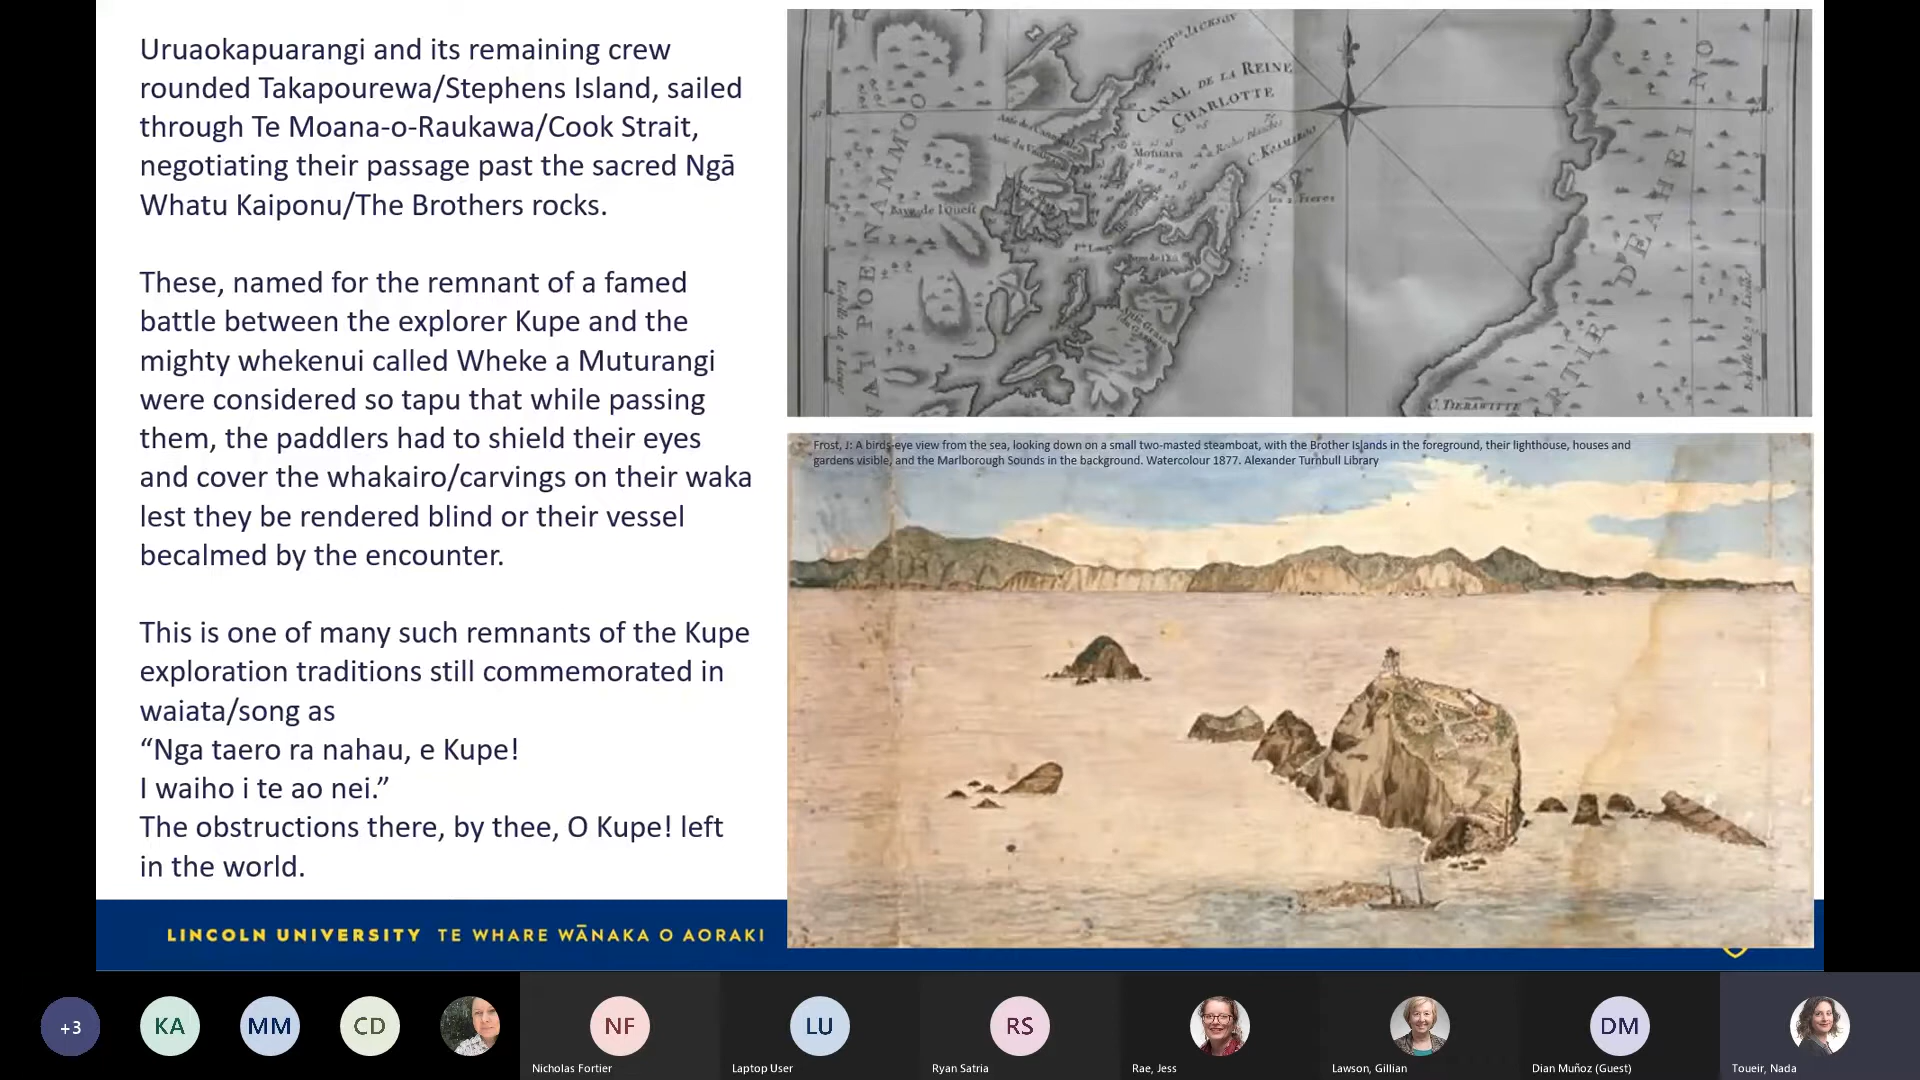 Uruaokapuarangi and its remaining crew
rounded Takapourewa/Stephens Island, sailed
through Te Moana-o-Raukawa/Cook Strait,
negotiating their passage past the sacred Ngā
Whatu Kaiponu/The Brothers rocks.
These, named for the remnant of a famed
battle between the explorer Kupe and the
mighty whekenui called Wheke a Muturangi
were considered so tapu that while passing
them, the paddlers had to shield their eyes
and cover the whakairo/carvings on their waka
lest they be rendered blind or their vessel
becalmed by the encounter.
This is one of many such remnants of the Kupe
exploration traditions still commemorated in
waiata/song as
“Nga taero ra nahau, e Kupe!
I waiho i te ao nei.”
The obstructions there, by thee, O Kupe! left
in the world.
JACKSON
CANAL DE LA REINE
CHARLOTTE
Motuara
C. KOAMAROO
les 2 Freres
Baye de l'Ouest
C. TIERAWITTE
Frost, J: A birds-eye view from the sea, looking down on a small two-masted steamboat, with the Brother Islands in the foreground, their lighthouse, houses and
gardens visible, and the Marlborough Sounds in the background. Watercolour 1877. Alexander Turnbull Library
LINCOLN UNIVERSITY TE WHARE WĀNAKA O AORAKI
+3
KA
MM
CD
NF
LU
RS
DM
Nicholas Fortier
Laptop User
Ryan Satria
Rae, Jess
Lawson, Gillian
Dian Muñoz (Guest)
Toueir, Nada